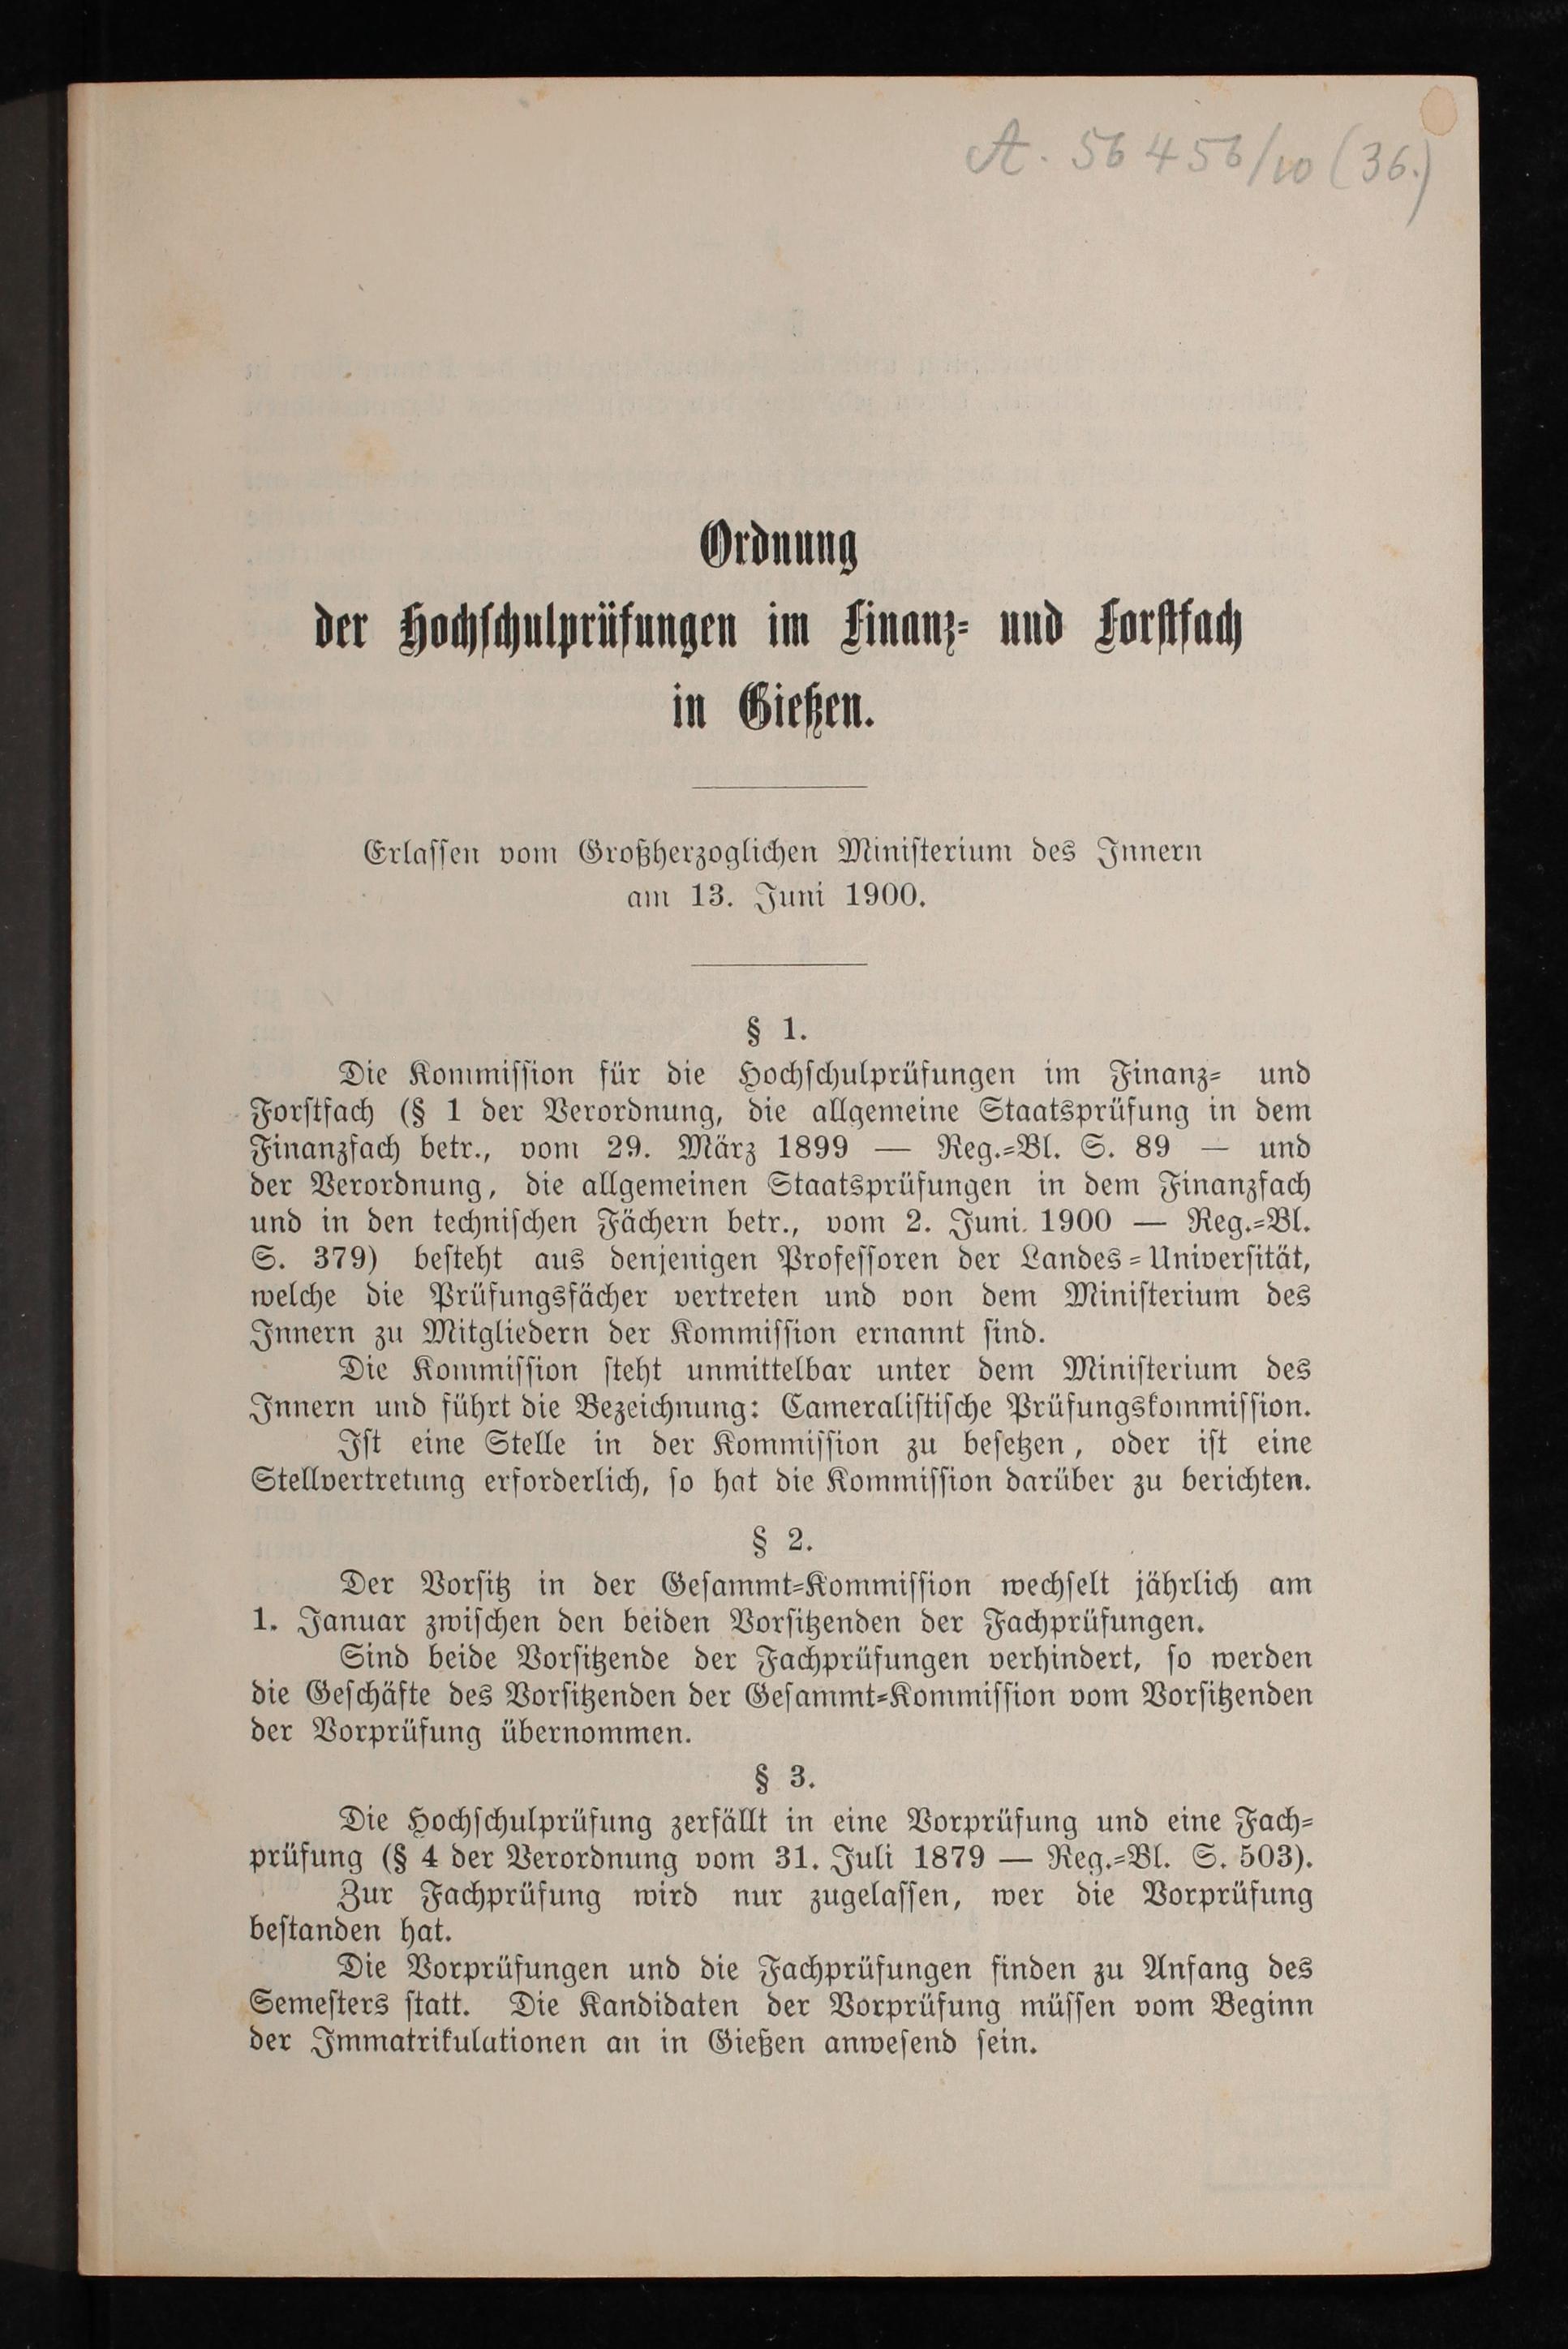 A. 56 456/10 (36.)
Ordnung
der Hochschulprüfungen im Finanz- und Forstfach
in Gießen.
Erlassen vom Großherzoglichen Ministerium des Innern
am 13. Juni 1900.
§ 1.
Die Kommission für die Hochschulprüfungen im Finanz- und
Forstfach (§ 1 der Verordnung, die allgemeine Staatsprüfung in dem
Finanzfach betr., vom 29. März 1899 — Reg.-Bl. S. 89 — und
der Verordnung, die allgemeinen Staatsprüfungen in dem Finanzfach
und in den technischen Fächern betr., vom 2. Juni 1900 — Reg.-Bl.
S. 379) besteht aus denjenigen Professoren der Landes-Universität,
welche die Prüfungsfächer vertreten und von dem Ministerium des
Innern zu Mitgliedern der Kommission ernannt sind.
Die Kommission steht unmittelbar unter dem Ministerium des
Innern und führt die Bezeichnung: Cameralistische Prüfungskommission.
Ist eine Stelle in der Kommission zu besetzen, oder ist eine
Stellvertretung erforderlich, so hat die Kommission darüber zu berichten.
§ 2.
Der Vorsitz in der Gesammt-Kommission wechselt jährlich am
1. Januar zwischen den beiden Vorsitzenden der Fachprüfungen.
Sind beide Vorsitzende der Fachprüfungen verhindert, so werden
die Geschäfte des Vorsitzenden der Gesammt-Kommission vom Vorsitzenden
der Vorprüfung übernommen.
§ 3.
Die Hochschulprüfung zerfällt in eine Vorprüfung und eine Fach-
prüfung (§ 4 der Verordnung vom 31. Juli 1879 — Reg.-Bl. S. 503).
Zur Fachprüfung wird nur zugelassen, wer die Vorprüfung
bestanden hat.
Die Vorprüfungen und die Fachprüfungen finden zu Anfang des
Semesters statt. Die Kandidaten der Vorprüfung müssen vom Beginn
der Immatrikulationen an in Gießen anwesend sein.